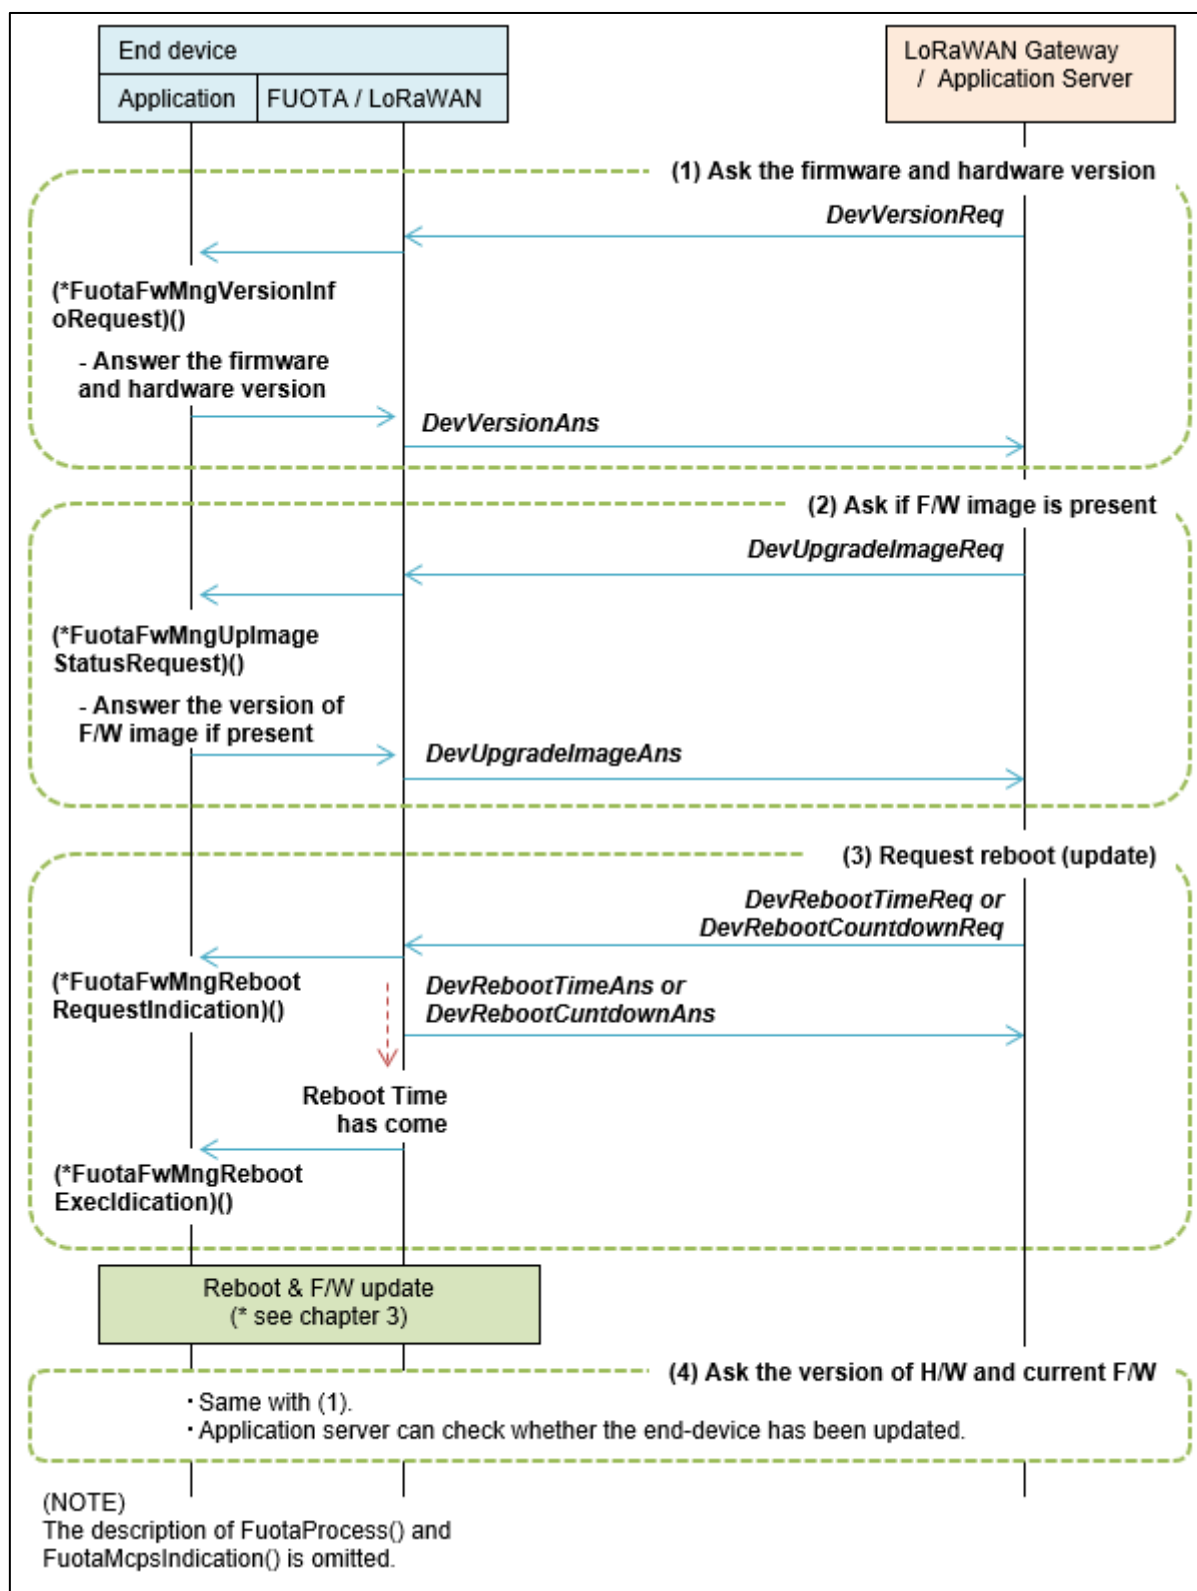 End device
LoRaWAN Gateway
/ Application Server
Application
FUOTA / LoRaWAN
(1) Ask the firmware and hardware version
DevVersionReq
(*FuotaFwMngVersionInf
oRequest)()
- Answer the firmware
and hardware version
DevVersionAns
(2) Ask if F/W image is present
DevUpgradeImageReq
(*FuotaFwMngUpImage
StatusRequest)()
- Answer the version of
F/W image if present
DevUpgradeImageAns
(3) Request reboot (update)
DevRebootTimeReq or
DevRebootCountdownReq
(*FuotaFwMngReboot
RequestIndication)()
DevRebootTimeAns or
DevRebootCuntdownAns
Reboot Time
has come
(*FuotaFwMngReboot
ExecIdication)()
Reboot & F/W update
(* see chapter 3)
(4) Ask the version of H/W and current F/W
・Same with (1).
・Application server can check whether the end-device has been updated.
(NOTE)
The description of FuotaProcess() and
FuotaMcpsIndication() is omitted.